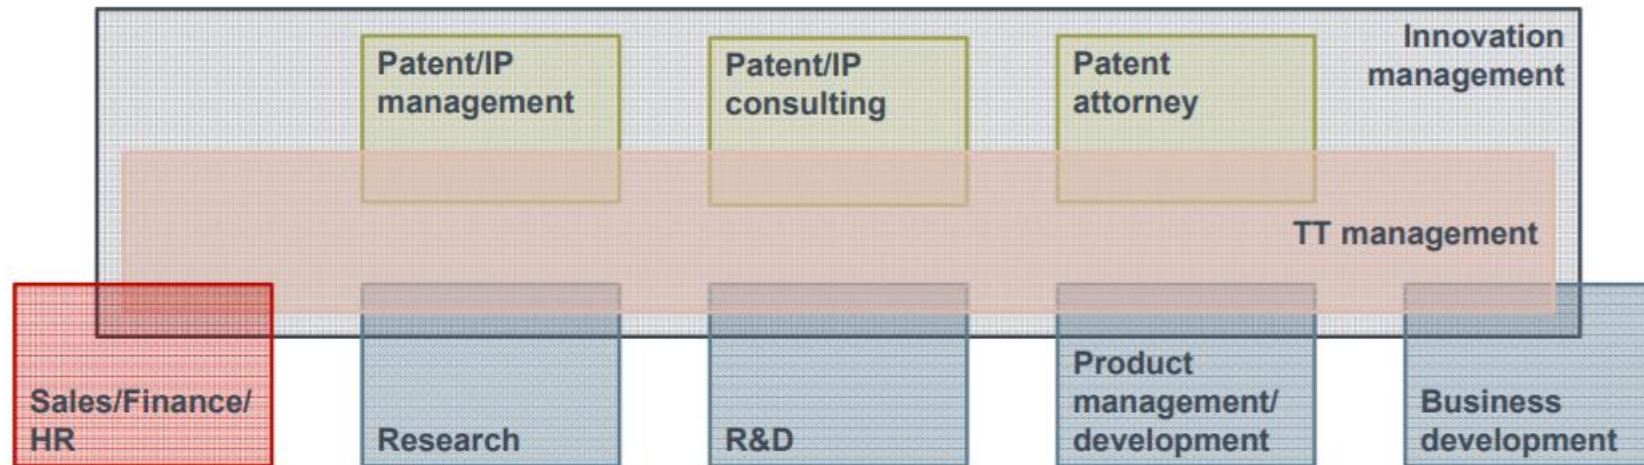 Innovation
management
Patent/IP
management
Patent/IP
consulting
Patent
attorney
TT management
Sales/Finance/
HR
Research
R&D
Product
management/
development
Business
development